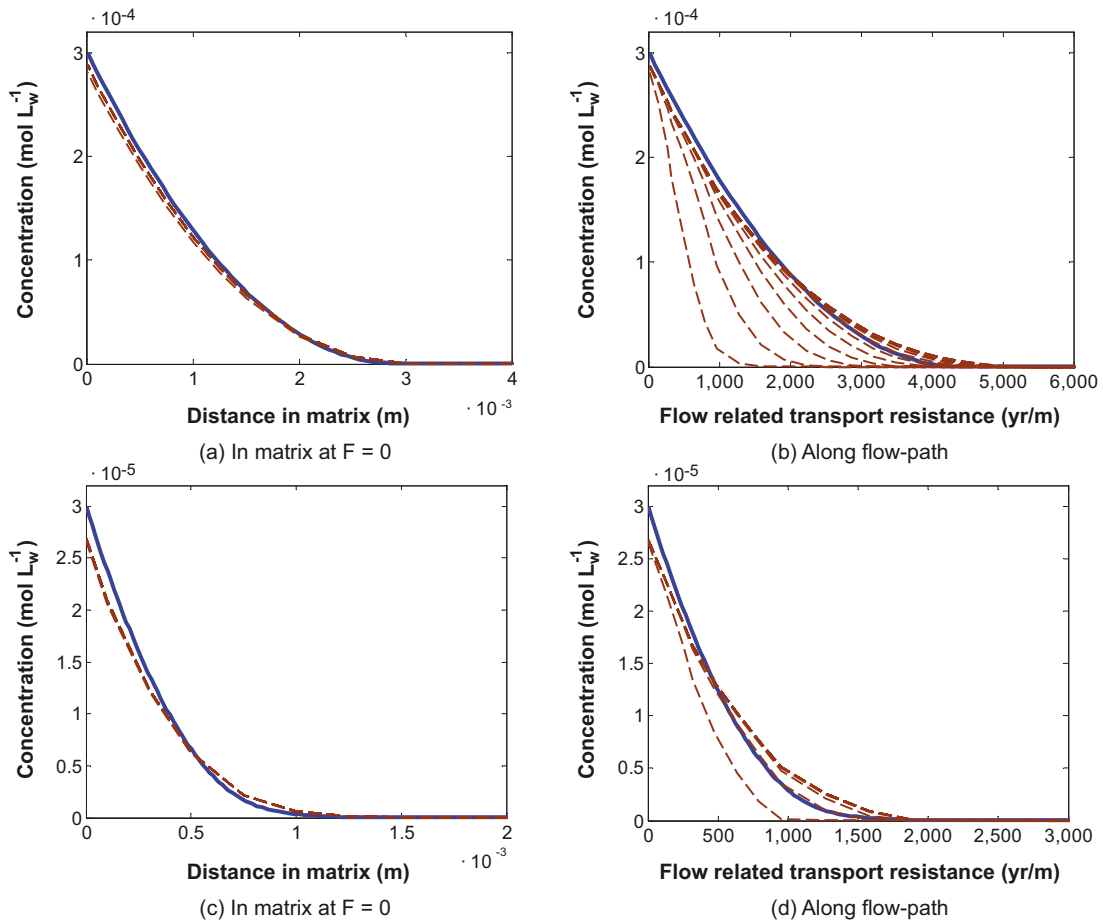 · 10-4
Concentration (mol Lw-1)
3
2
1
0
0 1 2 3 4
· 10-3
Distance in matrix (m)
(a) In matrix at F = 0
· 10-4
Concentration (mol Lw-1)
3
2
1
0
0 1,000 2,000 3,000 4,000 5,000 6,000
Flow related transport resistance (yr/m)
(b) Along flow-path
· 10-5
Concentration (mol Lw-1)
3
2.5
2
1.5
1
0.5
0
0 0.5 1 1.5 2
· 10-3
Distance in matrix (m)
(c) In matrix at F = 0
· 10-5
Concentration (mol Lw-1)
3
2.5
2
1.5
1
0.5
0
0 500 1,000 1,500 2,000 2,500 3,000
Flow related transport resistance (yr/m)
(d) Along flow-path